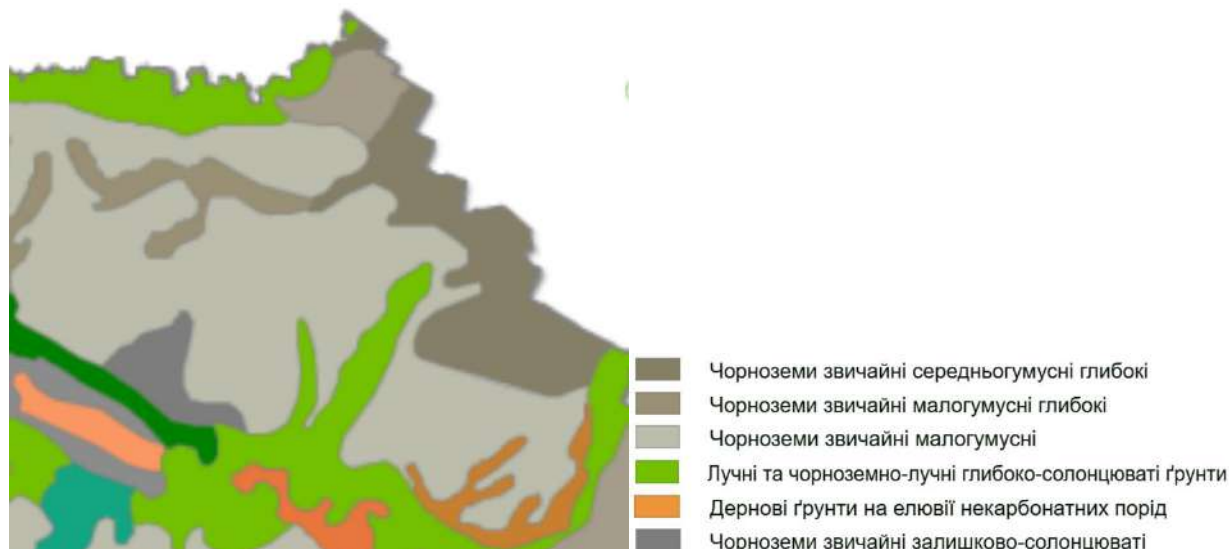 Чорноземи звичайні середньогумусні глибокі
Чорноземи звичайні малогумусні глибокі
Чорноземи звичайні малогумусні
Лучні та чорноземно-лучні глибоко-солонцюваті ґрунти
Дернові ґрунти на елювії некарбонатних порід
Чорноземи звичайні залишково-солонцюваті